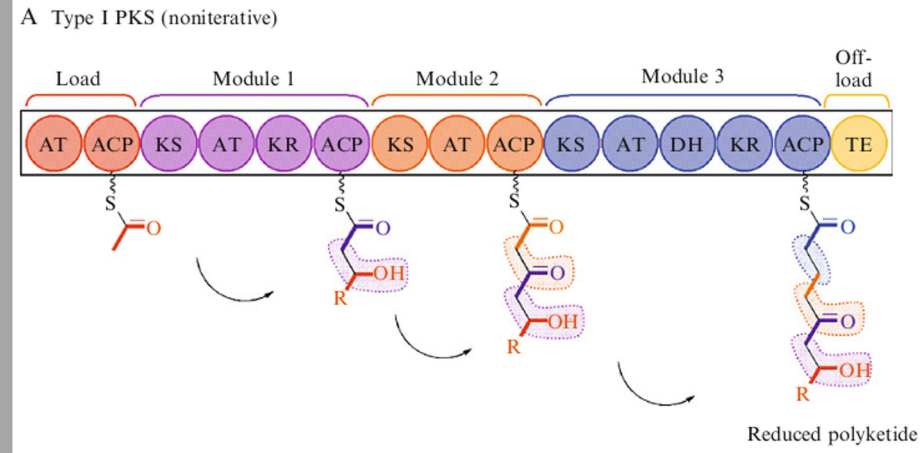 A Type I PKS (noniterative)
Load Module 1 Module 2 Module 3 Off-
load
AT ACP KS AT KR ACP KS AT ACP KS AT DH KR ACP TE
S S S S
O O O O
OH O O
R OH OH
R R
Reduced polyketide